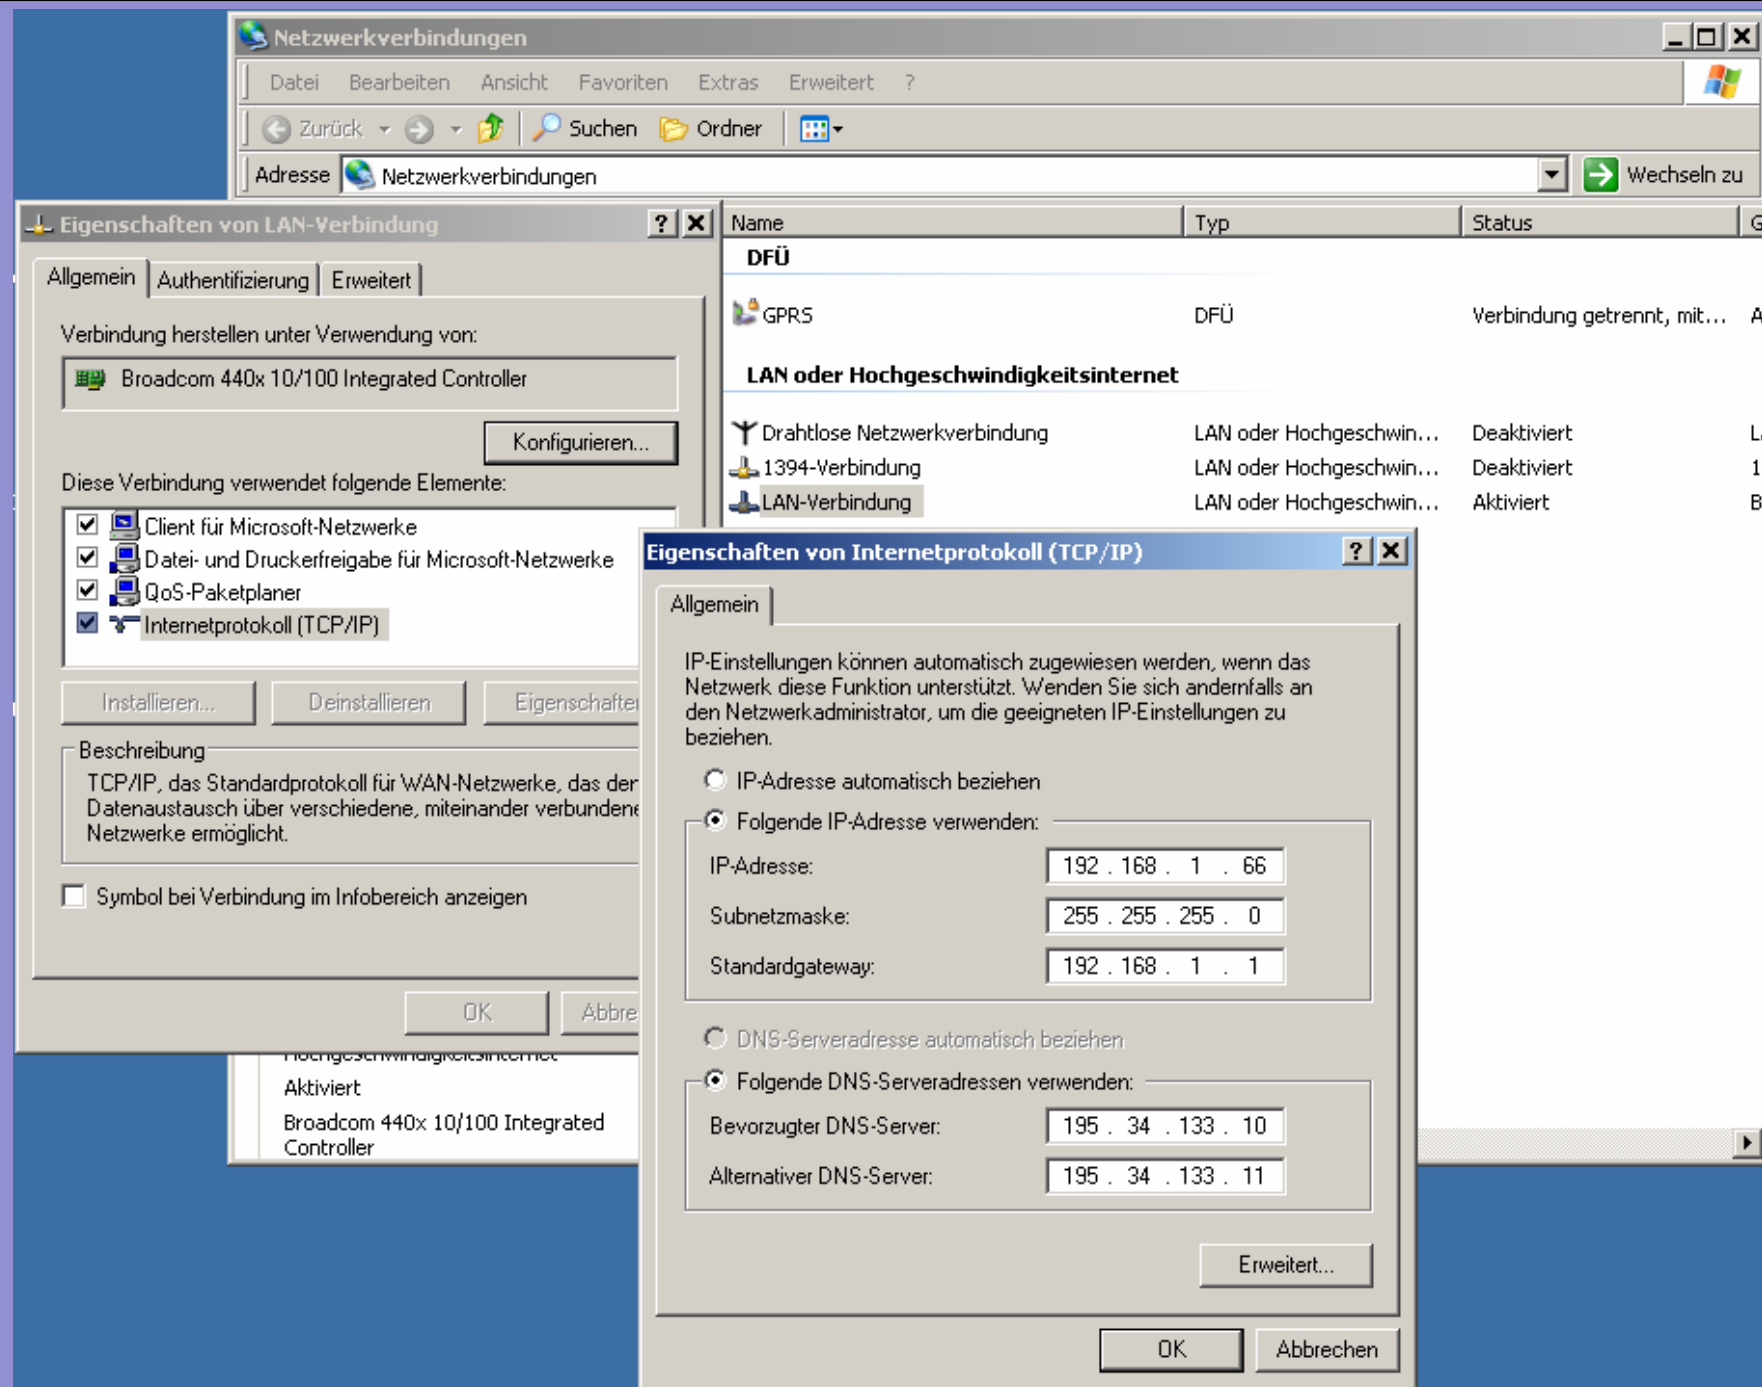 Netzwerkverbindungen
Datei Bearbeiten Ansicht Favoriten Extras Erweitert ?
Zurück Suchen Ordner
Adresse Netzwerkverbindungen Wechseln zu
Name Typ Status G
DFÜ
GPRS DFÜ Verbindung getrennt, mit... A
LAN oder Hochgeschwindigkeitsinternet
Drahtlose Netzwerkverbindung LAN oder Hochgeschwin... Deaktiviert L
1394-Verbindung LAN oder Hochgeschwin... Deaktiviert 1
LAN-Verbindung LAN oder Hochgeschwin... Aktiviert B
Eigenschaften von LAN-Verbindung
Allgemein Authentifizierung Erweitert
Verbindung herstellen unter Verwendung von:
Broadcom 440x 10/100 Integrated Controller
Konfigurieren...
Diese Verbindung verwendet folgende Elemente:
Client für Microsoft-Netzwerke
Datei- und Druckerfreigabe für Microsoft-Netzwerke
QoS-Paketplaner
Internetprotokoll (TCP/IP)
Installieren... Deinstallieren Eigenschafte
Beschreibung
TCP/IP, das Standardprotokoll für WAN-Netzwerke, das den
Datenaustausch über verschiedene, miteinander verbundene
Netzwerke ermöglicht.
Symbol bei Verbindung im Infobereich anzeigen
OK Abbre
Hochgeschwindigkeitsinternet
Aktiviert
Broadcom 440x 10/100 Integrated
Controller
Eigenschaften von Internetprotokoll (TCP/IP)
Allgemein
IP-Einstellungen können automatisch zugewiesen werden, wenn das
Netzwerk diese Funktion unterstützt. Wenden Sie sich andernfalls an
den Netzwerkadministrator, um die geeigneten IP-Einstellungen zu
beziehen.
IP-Adresse automatisch beziehen
Folgende IP-Adresse verwenden:
IP-Adresse: 192 . 168 . 1 . 66
Subnetzmaske: 255 . 255 . 255 . 0
Standardgateway: 192 . 168 . 1 . 1
DNS-Serveradresse automatisch beziehen
Folgende DNS-Serveradressen verwenden:
Bevorzugter DNS-Server: 195 . 34 . 133 . 10
Alternativer DNS-Server: 195 . 34 . 133 . 11
Erweitert...
OK Abbrechen